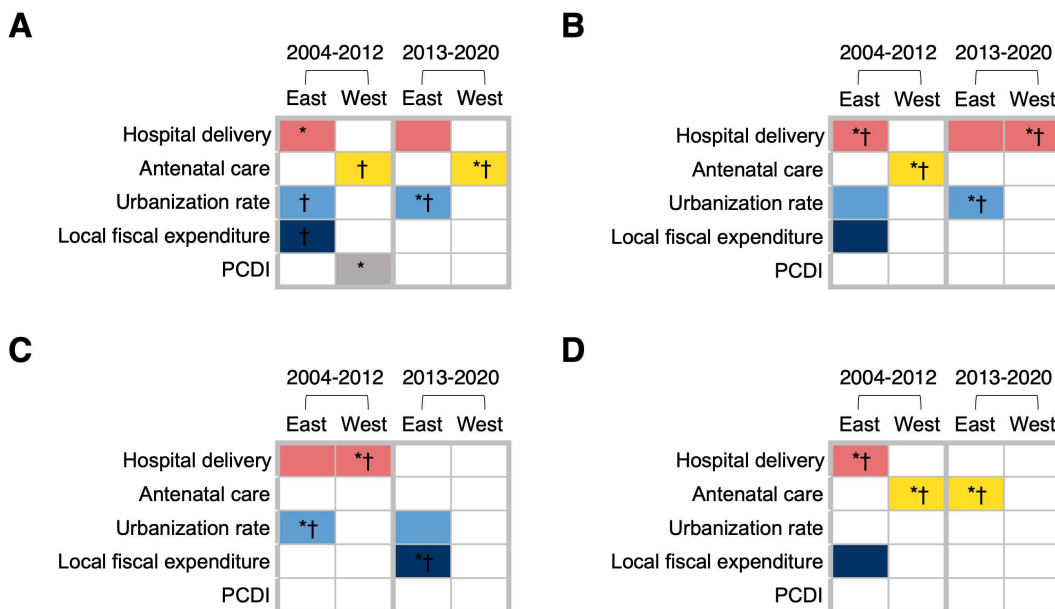 A
2004-2012 2013-2020
East West East West
Hospital delivery *
Antenatal care † *†
Urbanization rate † *†
Local fiscal expenditure †
PCDI *
B
2004-2012 2013-2020
East West East West
Hospital delivery *† *†
Antenatal care *†
Urbanization rate *†
Local fiscal expenditure
PCDI
C
2004-2012 2013-2020
East West East West
Hospital delivery *†
Antenatal care
Urbanization rate *†
Local fiscal expenditure *†
PCDI
D
2004-2012 2013-2020
East West East West
Hospital delivery *†
Antenatal care *† *†
Urbanization rate
Local fiscal expenditure
PCDI